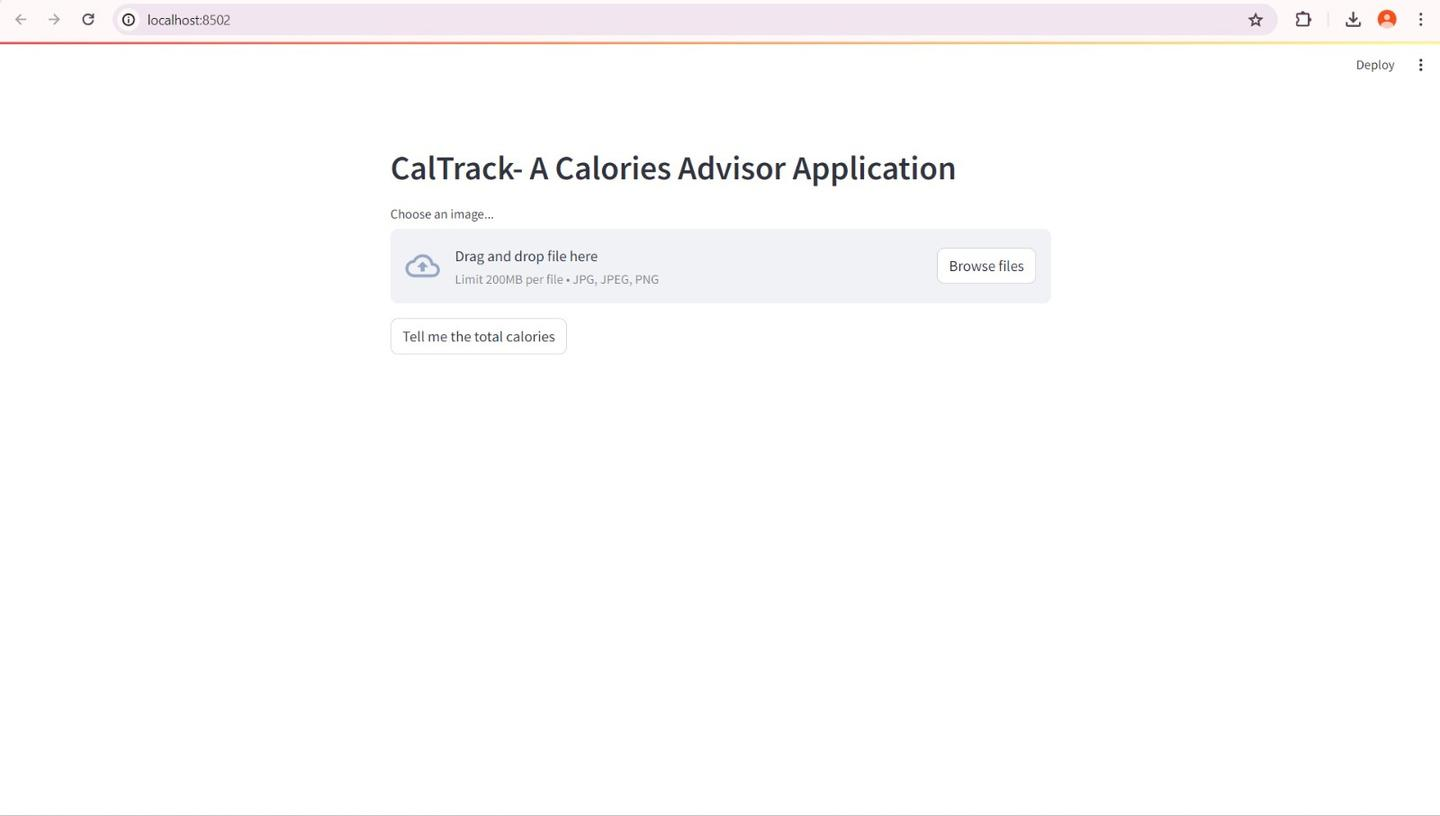 localhost:8502
Deploy
CalTrack- A Calories Advisor Application
Choose an image...
Drag and drop file here
Limit 200MB per file • JPG, JPEG, PNG
Browse files
Tell me the total calories